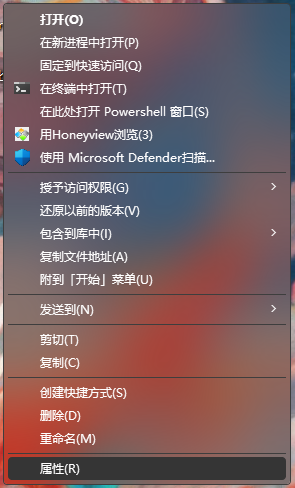 打开(O)
在新进程中打开(P)
固定到快速访问(Q)
在终端中打开(T)
在此处打开 Powershell 窗口(S)
用Honeyview浏览(3)
使用 Microsoft Defender扫描...
授予访问权限(G)
还原以前的版本(V)
包含到库中(I)
复制文件地址(A)
附到「开始」菜单(U)
发送到(N)
剪切(T)
复制(C)
创建快捷方式(S)
删除(D)
重命名(M)
属性(R)